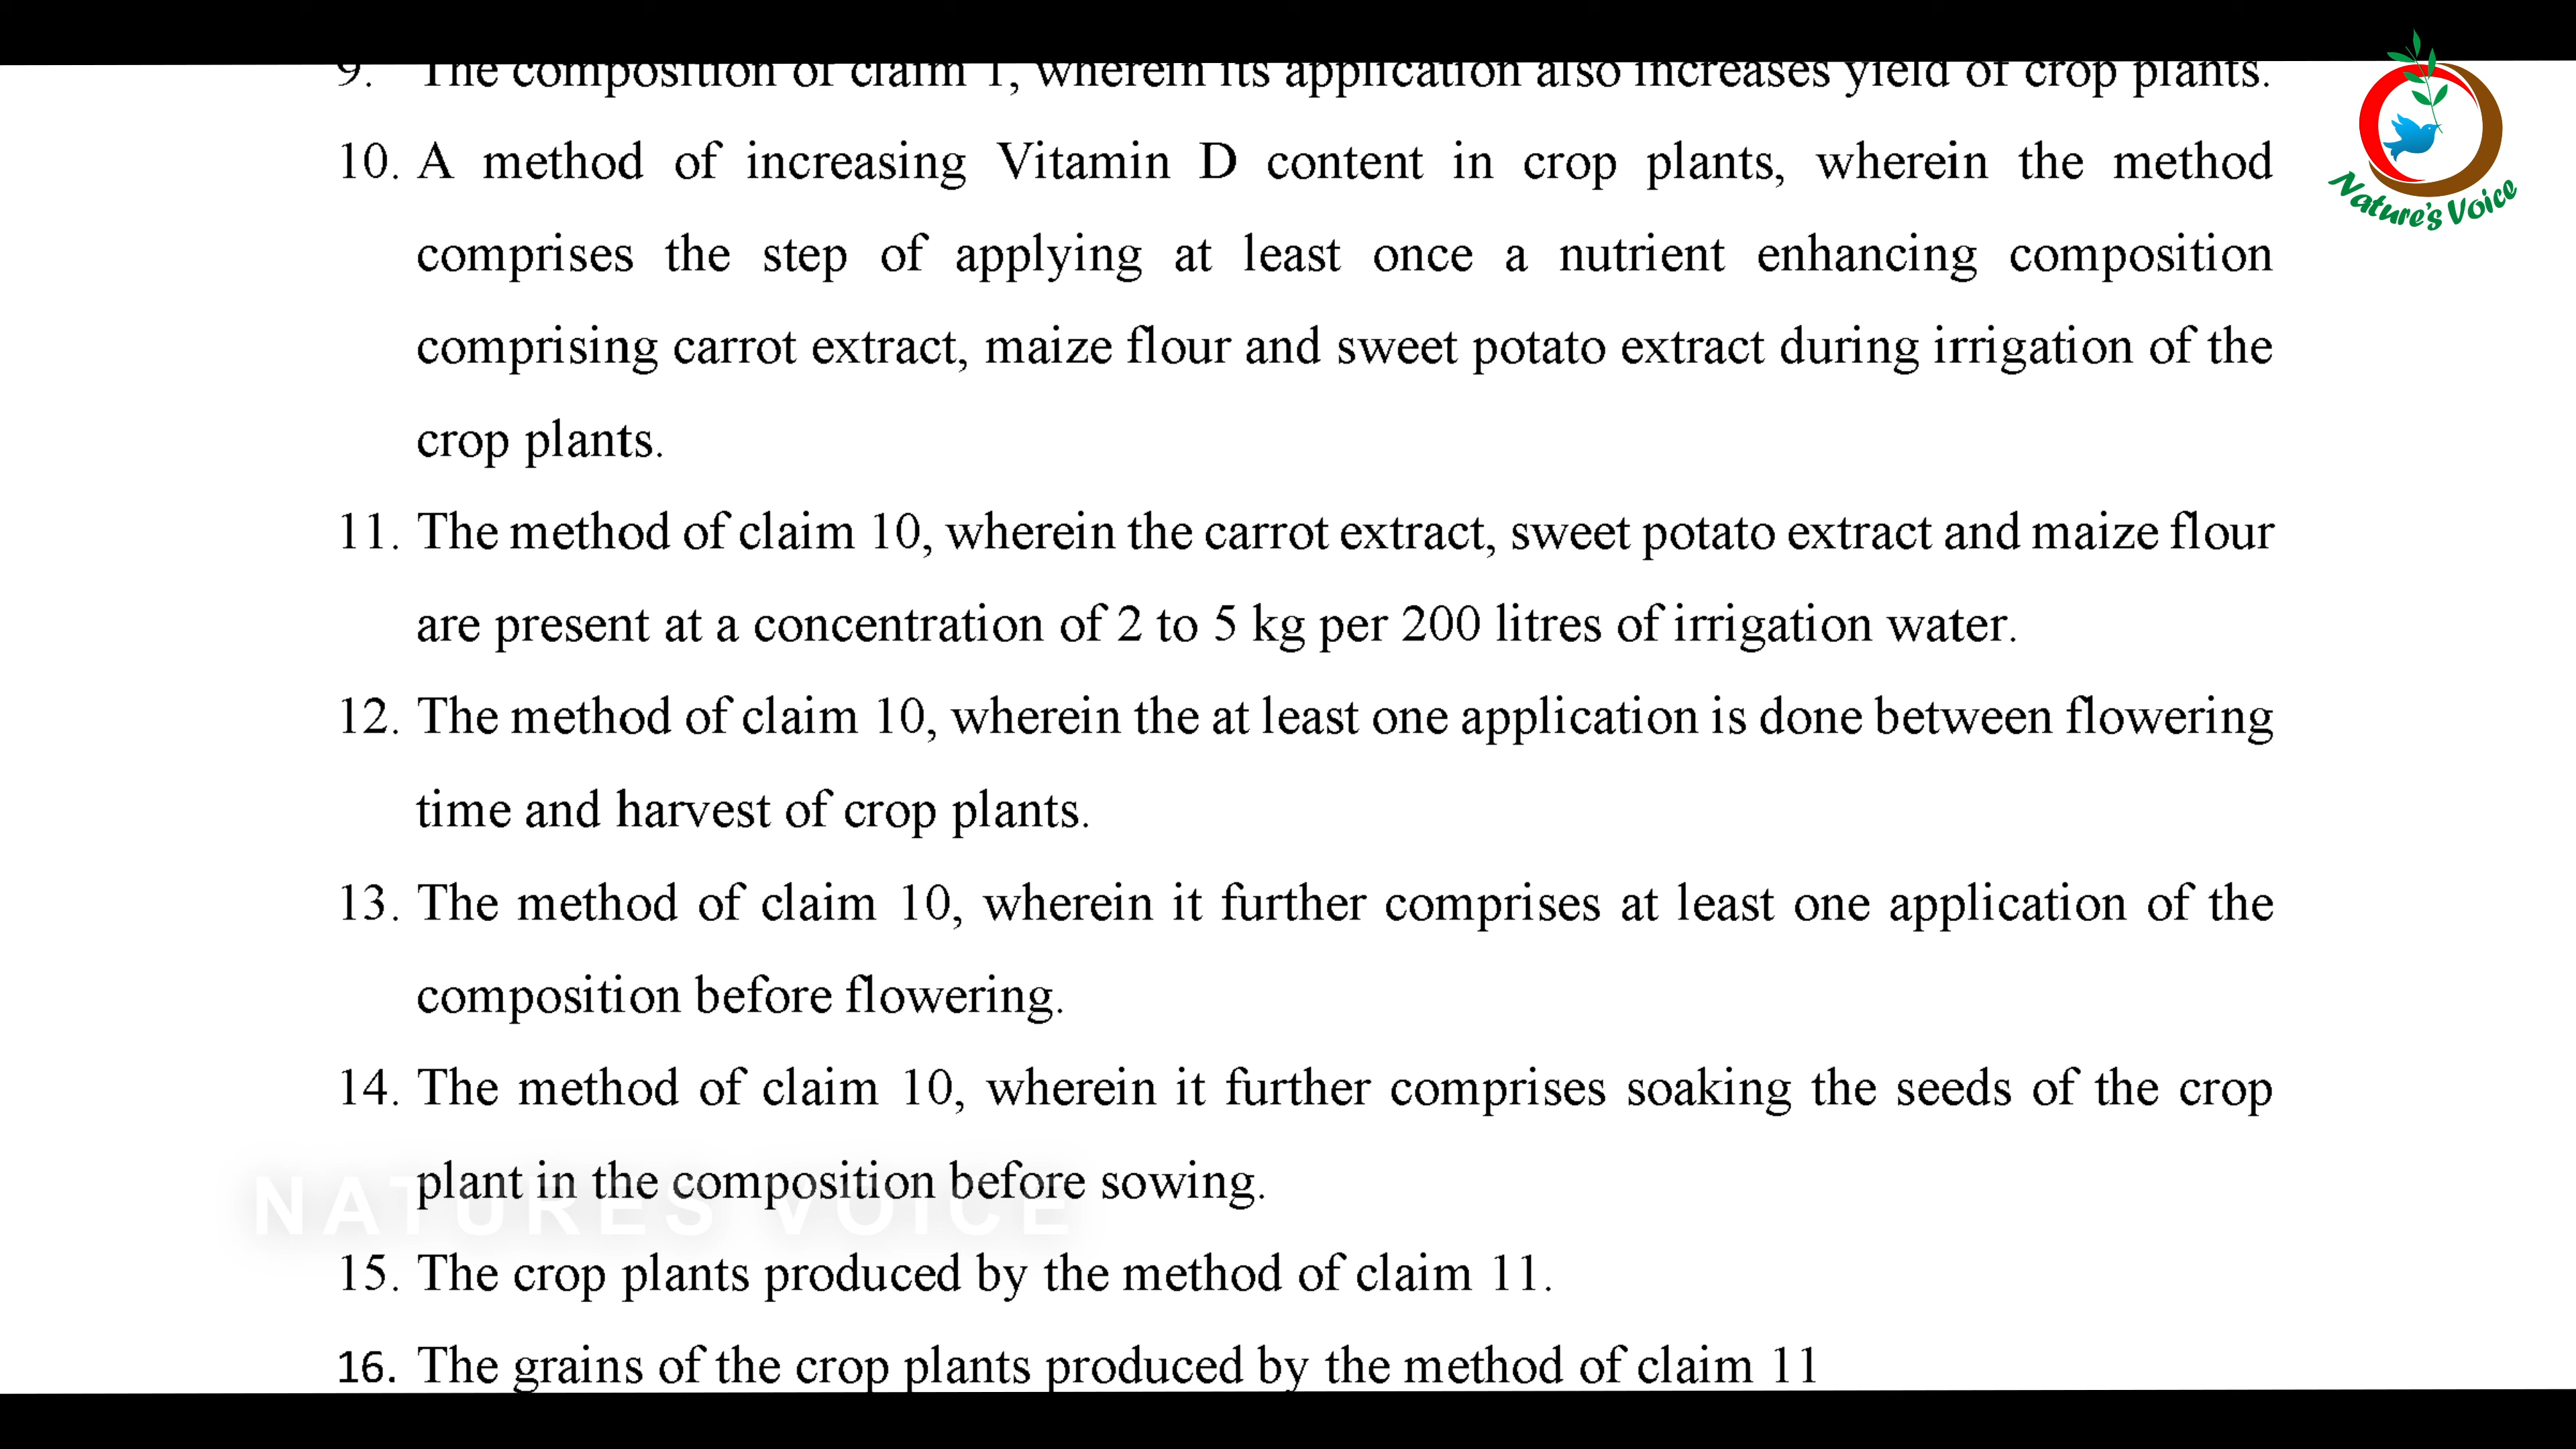 9. The composition of claim 1, wherein its application also increases yield of crop plants.
10. A method of increasing Vitamin D content in crop plants, wherein the method
comprises the step of applying at least once a nutrient enhancing composition
comprising carrot extract, maize flour and sweet potato extract during irrigation of the
crop plants.
11. The method of claim 10, wherein the carrot extract, sweet potato extract and maize flour
are present at a concentration of 2 to 5 kg per 200 litres of irrigation water.
12. The method of claim 10, wherein the at least one application is done between flowering
time and harvest of crop plants.
13. The method of claim 10, wherein it further comprises at least one application of the
composition before flowering.
14. The method of claim 10, wherein it further comprises soaking the seeds of the crop
plant in the composition before sowing.
NATURES VOICE
15. The crop plants produced by the method of claim 11.
16. The grains of the crop plants produced by the method of claim 11
Nature's Voice